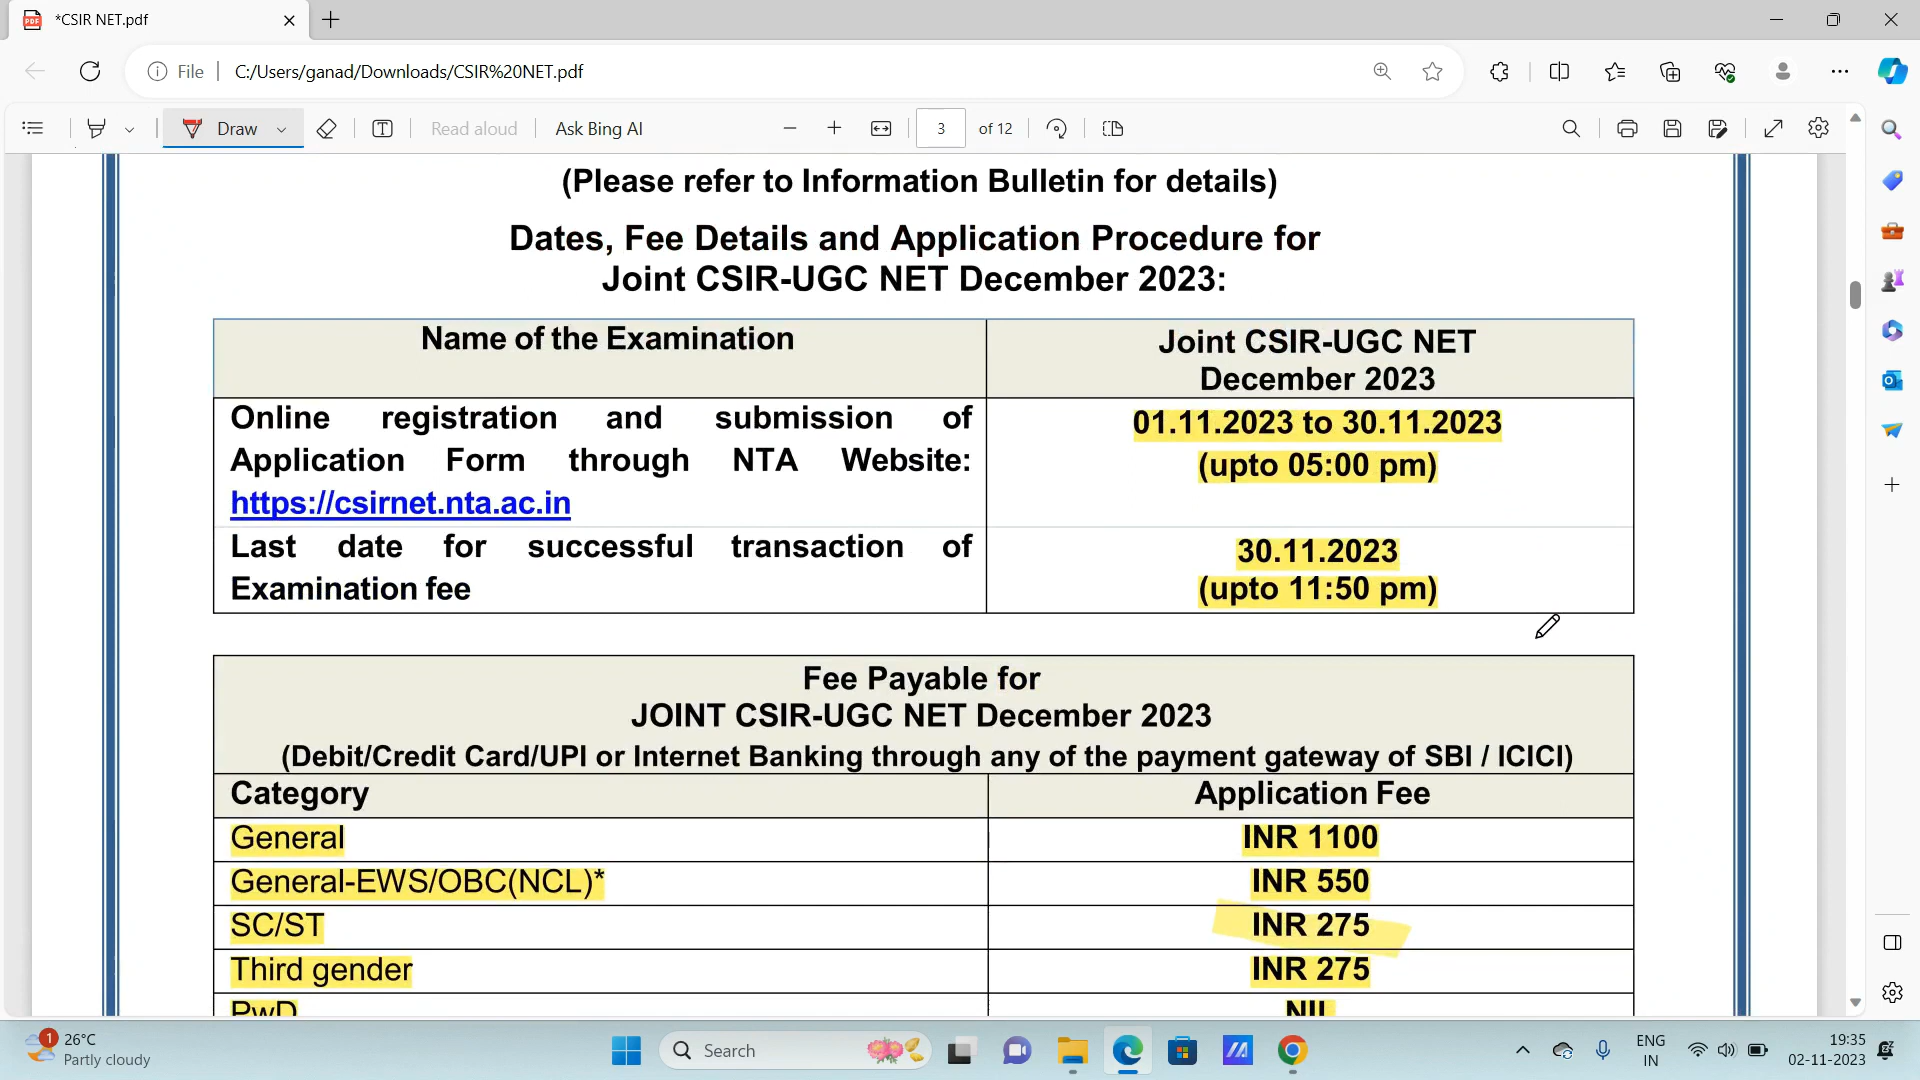 *CSIR NET.pdf
File
C:/Users/ganad/Downloads/CSIR%20NET.pdf
Draw
Read aloud
Ask Bing AI
3
of 12
(Please refer to Information Bulletin for details)
Dates, Fee Details and Application Procedure for
Joint CSIR-UGC NET December 2023:
Name of the Examination
Joint CSIR-UGC NET
December 2023
Online registration and submission of
Application Form through NTA Website:
https://csirnet.nta.ac.in
01.11.2023 to 30.11.2023
(upto 05:00 pm)
Last date for successful transaction of
Examination fee
30.11.2023
(upto 11:50 pm)
Fee Payable for
JOINT CSIR-UGC NET December 2023
(Debit/Credit Card/UPI or Internet Banking through any of the payment gateway of SBI / ICICI)
Category
Application Fee
General
INR 1100
General-EWS/OBC(NCL)*
INR 550
SC/ST
INR 275
Third gender
INR 275
PwD
NIL
1
26°C
Partly cloudy
Search
ENG
IN
19:35
02-11-2023